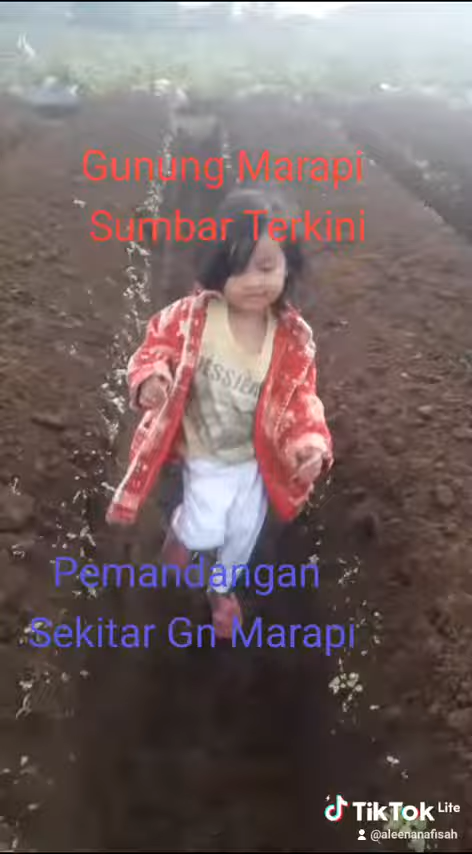 Gunung Marapi
Sumbar Terkini
Pemandangan
Sekitar Gn Marapi
TikTok Lite
@aleenanafisah